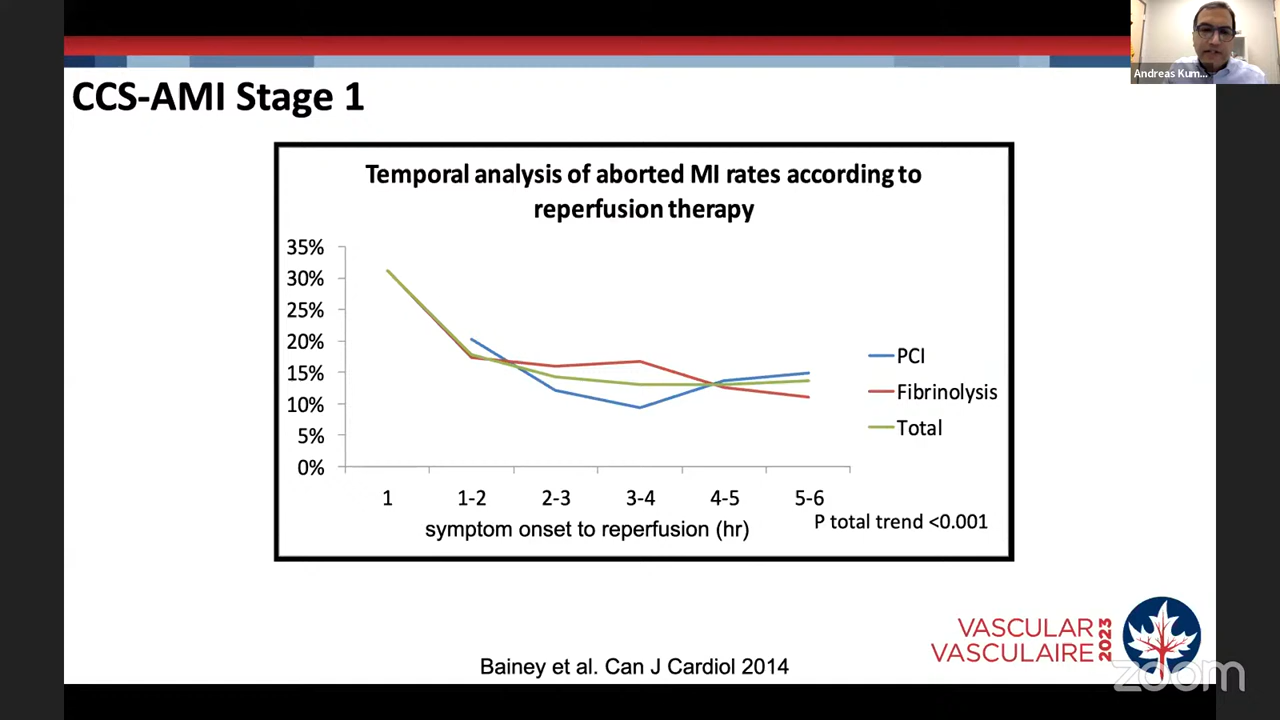 Andreas Kum...
CCS-AMI Stage 1
Temporal analysis of aborted MI rates according to
reperfusion therapy
35%
30%
25%
20%
15%
10%
5%
0%
1 1-2 2-3 3-4 4-5 5-6
symptom onset to reperfusion (hr)
PCI
Fibrinolysis
Total
P total trend <0.001
Bainey et al. Can J Cardiol 2014
VASCULAR
VASCULAIRE
2023
zoom